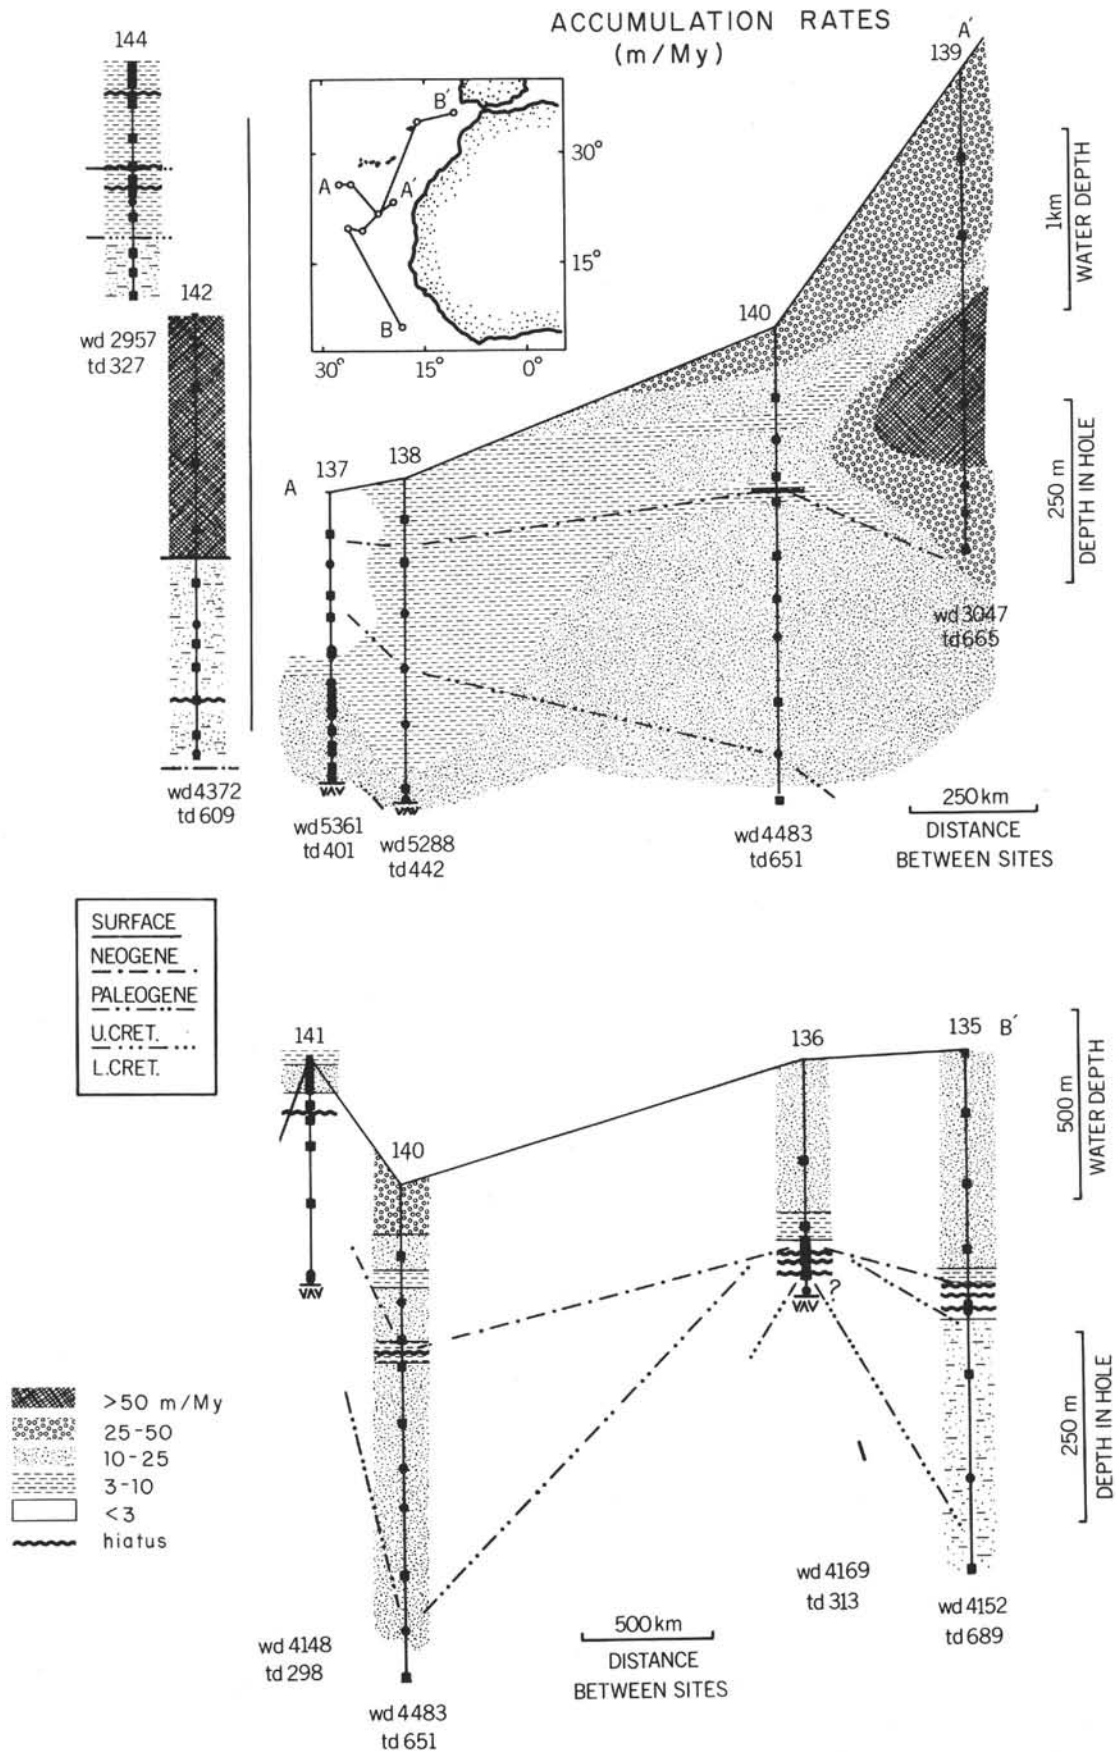 ACCUMULATION RATES
(m/My)
144
wd 2957
td 327
142
wd 4372
td 609
B'
A
A'
B
30°
15°
30°
15°
0°
A'
139
140
138
137
A
1km
WATER DEPTH
250 m
DEPTH IN HOLE
wd 3047
td 665
wd 5361
td 401
wd 5288
td 442
wd 4483
td 651
250 km
DISTANCE
BETWEEN SITES
SURFACE
NEOGENE
PALEOGENE
U.CRET.
L.CRET.
141
140
136
135
B'
500 m
WATER DEPTH
250 m
DEPTH IN HOLE
?
>50 m/My
25-50
10-25
3-10
<3
hiatus
wd 4148
td 298
wd 4483
td 651
500 km
DISTANCE
BETWEEN SITES
wd 4169
td 313
wd 4152
td 689